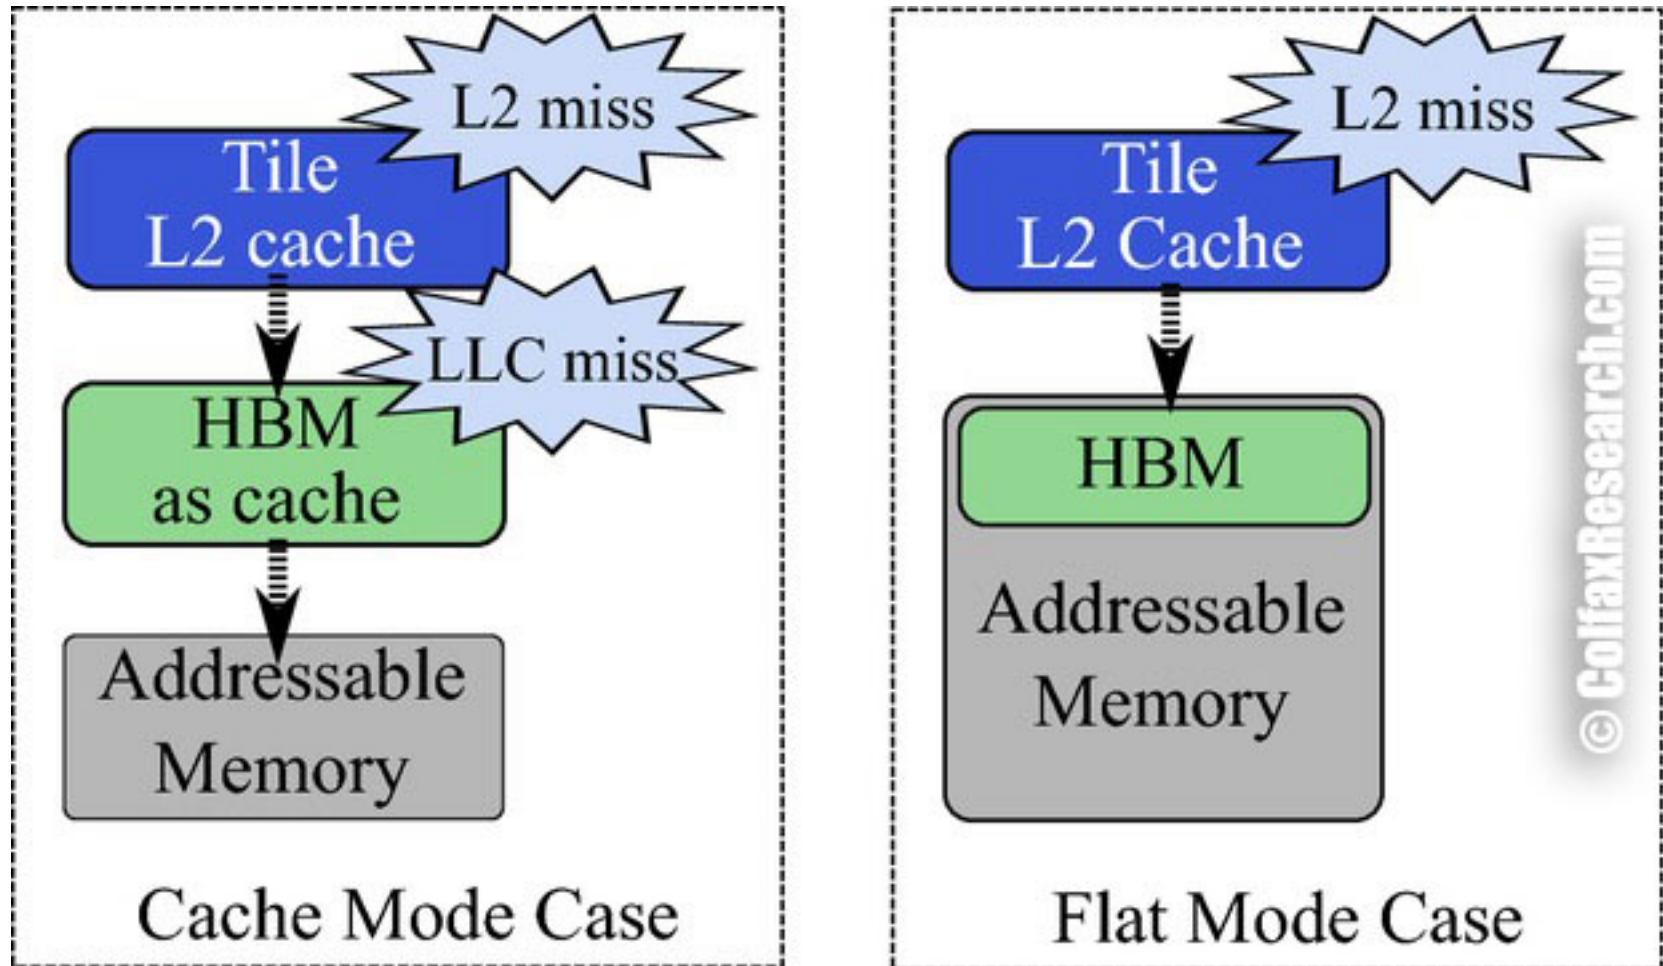 L2 miss
Tile
L2 cache
LLC miss
HBM
as cache
Addressable
Memory
Cache Mode Case
L2 miss
Tile
L2 Cache
HBM
Addressable
Memory
Flat Mode Case
© ColfaxResearch.com